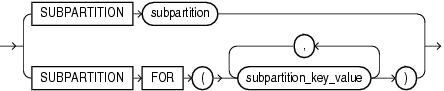 SUBPARTITION subpartition
,
SUBPARTITION FOR ( subpartition_key_value )